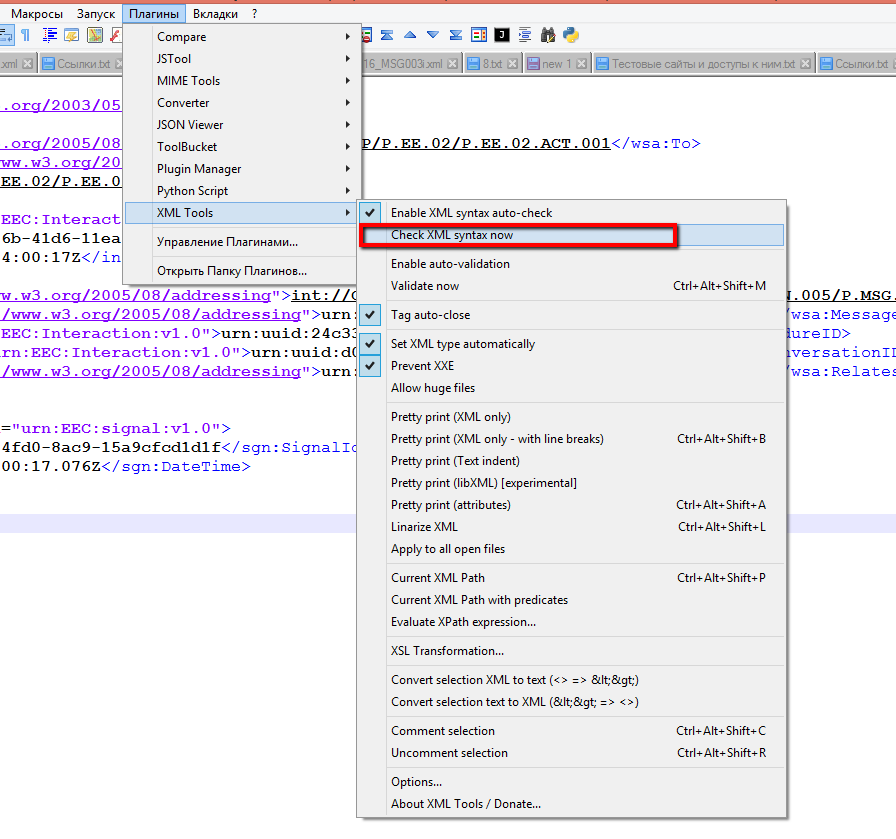 Макросы Запуск Плагины Вкладки ?
.xml Ссылки.txt 16_MSG003i.xml 8.txt new 1 Тестовые сайты и доступы к ним.txt Ссылки.txt
Compare
JSTool
MIME Tools
Converter
JSON Viewer
ToolBucket
Plugin Manager
Python Script
XML Tools
Управление Плагинами...
Открыть Папку Плагинов...
Enable XML syntax auto-check
Check XML syntax now
Enable auto-validation
Validate now Ctrl+Alt+Shift+M
Tag auto-close
Set XML type automatically
Prevent XXE
Allow huge files
Pretty print (XML only)
Pretty print (XML only - with line breaks) Ctrl+Alt+Shift+B
Pretty print (Text indent)
Pretty print (libXML) [experimental]
Pretty print (attributes) Ctrl+Alt+Shift+A
Linarize XML Ctrl+Alt+Shift+L
Apply to all open files
Current XML Path Ctrl+Alt+Shift+P
Current XML Path with predicates
Evaluate XPath expression...
XSL Transformation...
Convert selection XML to text (<> => &lt;&gt;)
Convert selection text to XML (&lt;&gt; => <>)
Comment selection Ctrl+Alt+Shift+C
Uncomment selection Ctrl+Alt+Shift+R
Options...
About XML Tools / Donate...
.org/2003/05
.org/2005/08 P/P.EE.02/P.EE.02.ACT.001</wsa:To>
ww.w3.org/20
EE.02/P.EE.0
EEC:Interact
6b-41d6-11ea
4:00:17Z</in
w.w3.org/2005/08/addressing">int:// N.005/P.MSG.
/www.w3.org/2005/08/addressing">urn: /wsa:Message
EEC:Interaction:v1.0">urn:uuid:24c33 dureID>
rn:EEC:Interaction:v1.0">urn:uuid:d0 nversationID
/www.w3.org/2005/08/addressing">urn: /wsa:Relates
="urn:EEC:signal:v1.0">
4fd0-8ac9-15a9cfcd1d1f</sgn:SignalId
00:17.076Z</sgn:DateTime>